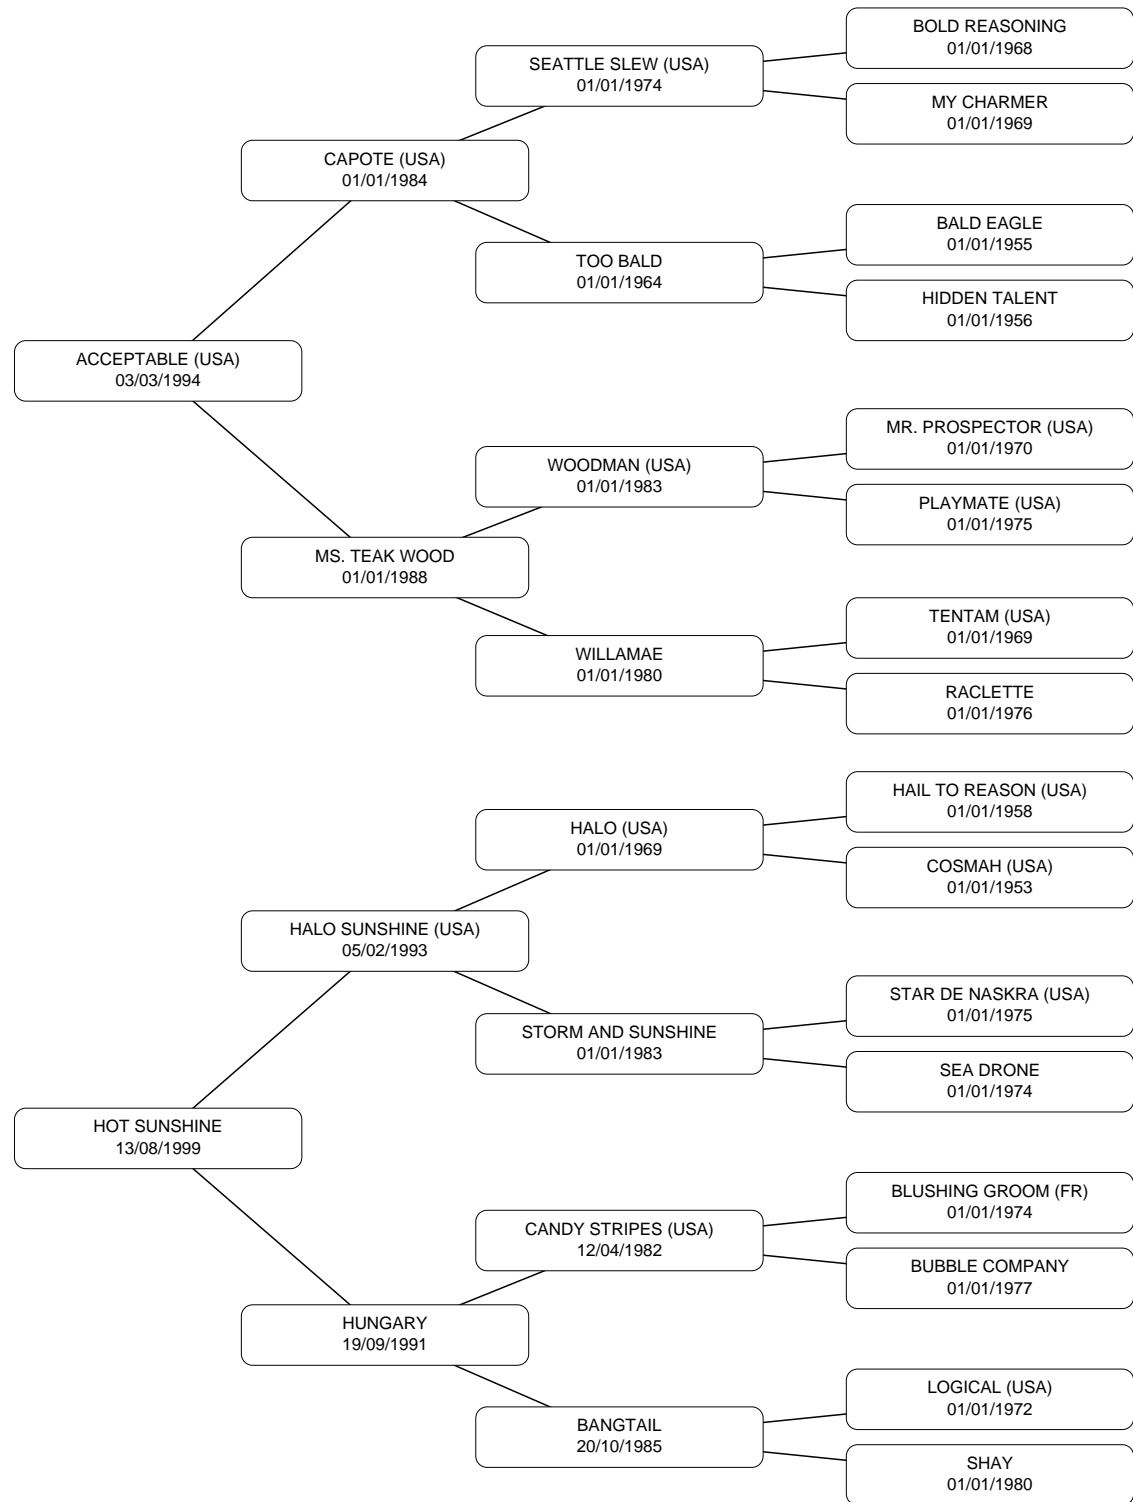 BOLD REASONING
01/01/1968
SEATTLE SLEW (USA)
01/01/1974
MY CHARMER
01/01/1969
CAPOTE (USA)
01/01/1984
BALD EAGLE
01/01/1955
TOO BALD
01/01/1964
HIDDEN TALENT
01/01/1956
ACCEPTABLE (USA)
03/03/1994
MR. PROSPECTOR (USA)
01/01/1970
WOODMAN (USA)
01/01/1983
PLAYMATE (USA)
01/01/1975
MS. TEAK WOOD
01/01/1988
TENTAM (USA)
01/01/1969
WILLAMAE
01/01/1980
RACLETTE
01/01/1976
HAIL TO REASON (USA)
01/01/1958
HALO (USA)
01/01/1969
COSMAH (USA)
01/01/1953
HALO SUNSHINE (USA)
05/02/1993
STAR DE NASKRA (USA)
01/01/1975
STORM AND SUNSHINE
01/01/1983
SEA DRONE
01/01/1974
HOT SUNSHINE
13/08/1999
BLUSHING GROOM (FR)
01/01/1974
CANDY STRIPES (USA)
12/04/1982
BUBBLE COMPANY
01/01/1977
HUNGARY
19/09/1991
LOGICAL (USA)
01/01/1972
BANGTAIL
20/10/1985
SHAY
01/01/1980